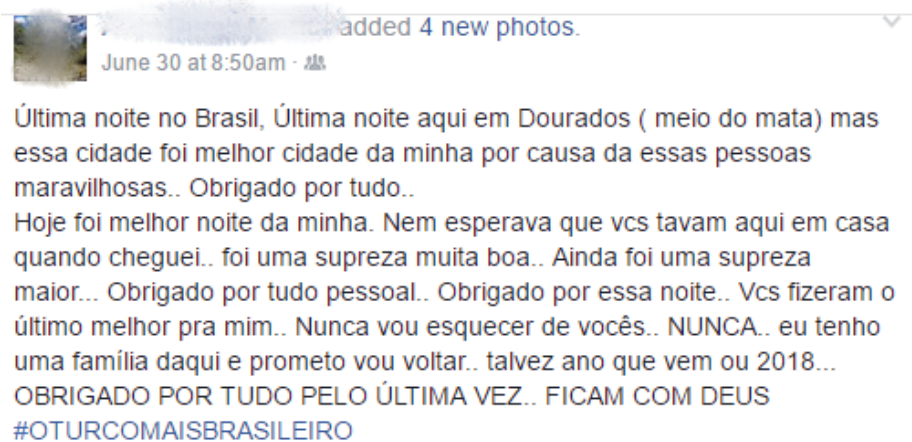 added 4 new photos.
June 30 at 8:50am ·
Última noite no Brasil, Última noite aqui em Dourados ( meio do mata) mas
essa cidade foi melhor cidade da minha por causa da essas pessoas
maravilhosas.. Obrigado por tudo..
Hoje foi melhor noite da minha. Nem esperava que vcs tavam aqui em casa
quando cheguei.. foi uma supreza muita boa.. Ainda foi uma supreza
maior... Obrigado por tudo pessoal.. Obrigado por essa noite.. Vcs fizeram o
último melhor pra mim.. Nunca vou esquecer de vocês.. NUNCA.. eu tenho
uma família daqui e prometo vou voltar.. talvez ano que vem ou 2018...
OBRIGADO POR TUDO PELO ÚLTIMA VEZ.. FICAM COM DEUS
#OTURCOMAISBRASILEIRO